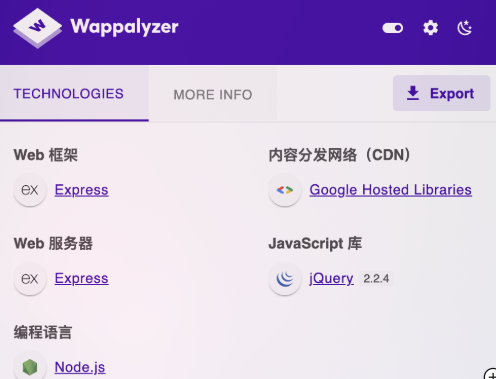 Wappalyzer
TECHNOLOGIES
MORE INFO
Export
Web 框架
ex Express
Web 服务器
ex Express
编程语言
Node.js
内容分发网络（CDN）
Google Hosted Libraries
JavaScript 库
jQuery 2.2.4